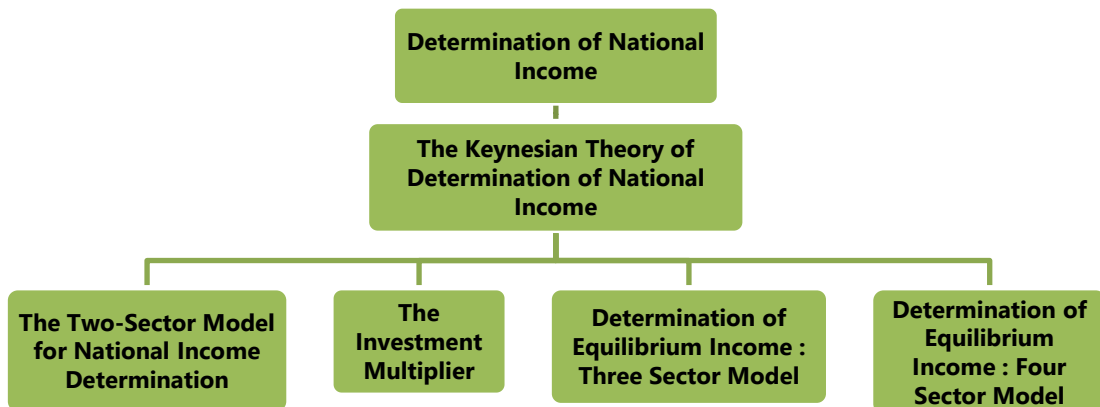 Determination of National
Income
The Keynesian Theory of
Determination of National
Income
The Two-Sector Model
for National Income
Determination
The
Investment
Multiplier
Determination of
Equilibrium Income :
Three Sector Model
Determination of
Equilibrium
Income : Four
Sector Model